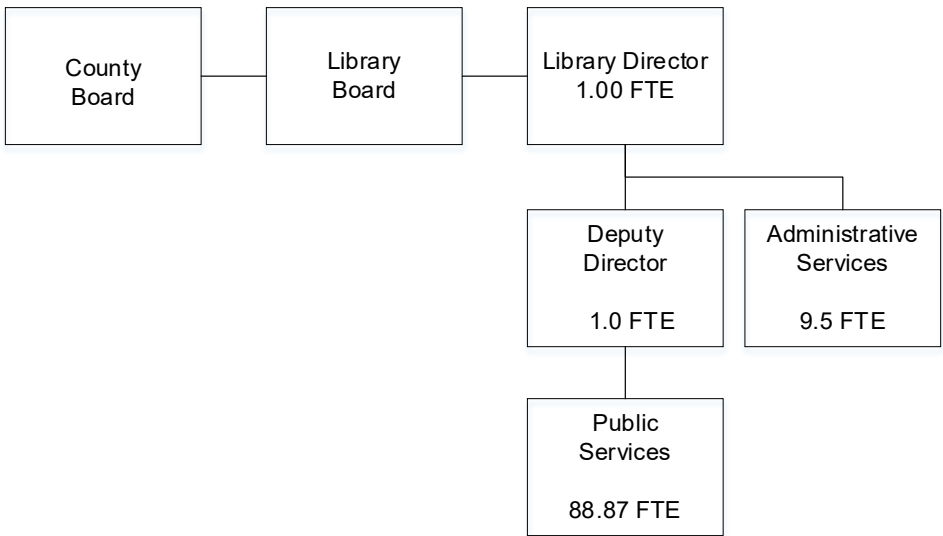 County
Board
Library
Board
Library Director
1.00 FTE
Deputy
Director
1.0 FTE
Administrative
Services
9.5 FTE
Public
Services
88.87 FTE